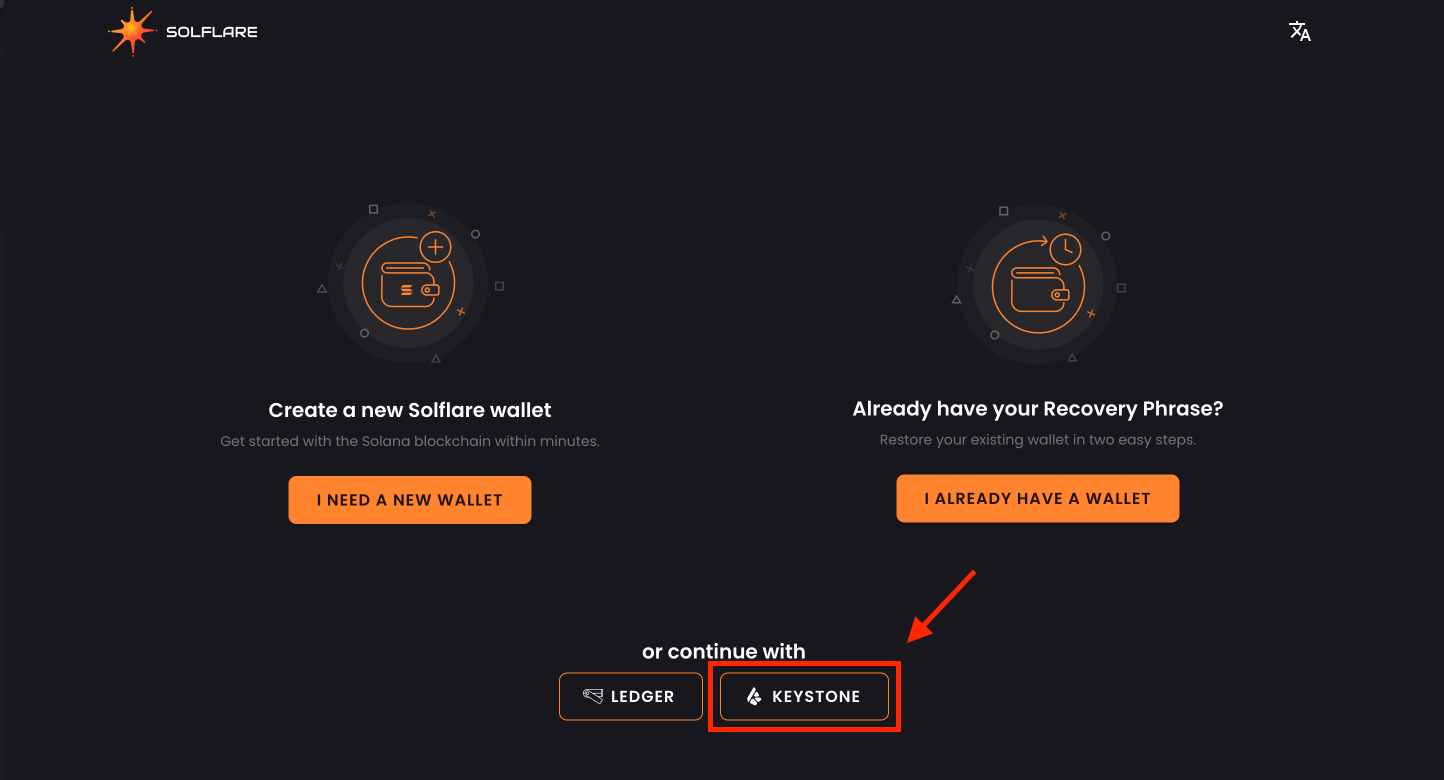 SOLFLARE
Create a new Solflare wallet
Get started with the Solana blockchain within minutes.
I NEED A NEW WALLET
Already have your Recovery Phrase?
Restore your existing wallet in two easy steps.
I ALREADY HAVE A WALLET
or continue with
LEDGER
KEYSTONE